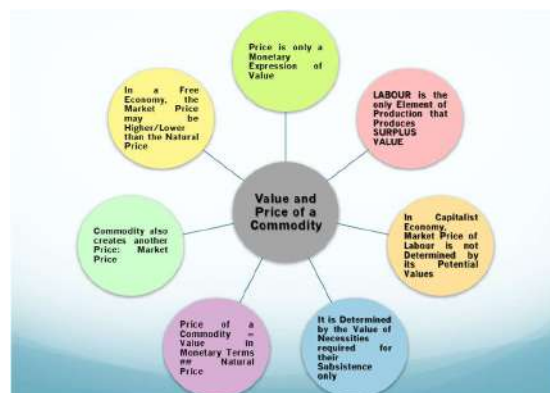 Price is only a
Monetary
Expression of
Value
LABOUR is the
only Element of
Production that
Produces
SURPLUS
VALUE
In Capitalist
Economy,
Market Price of
Labour is not
Determined by
its Potential
Values
It is Determined
by the Value of
Necessities
required for
their
Subsistence
only
Price of a
Commodity =
Value in
Monetary Terms
== Natural
Price
Commodity also
creates another
Price: Market
Price
In a Free
Economy, the
Market Price
may be
Higher/Lower
than the Natural
Price
Value and
Price of a
Commodity